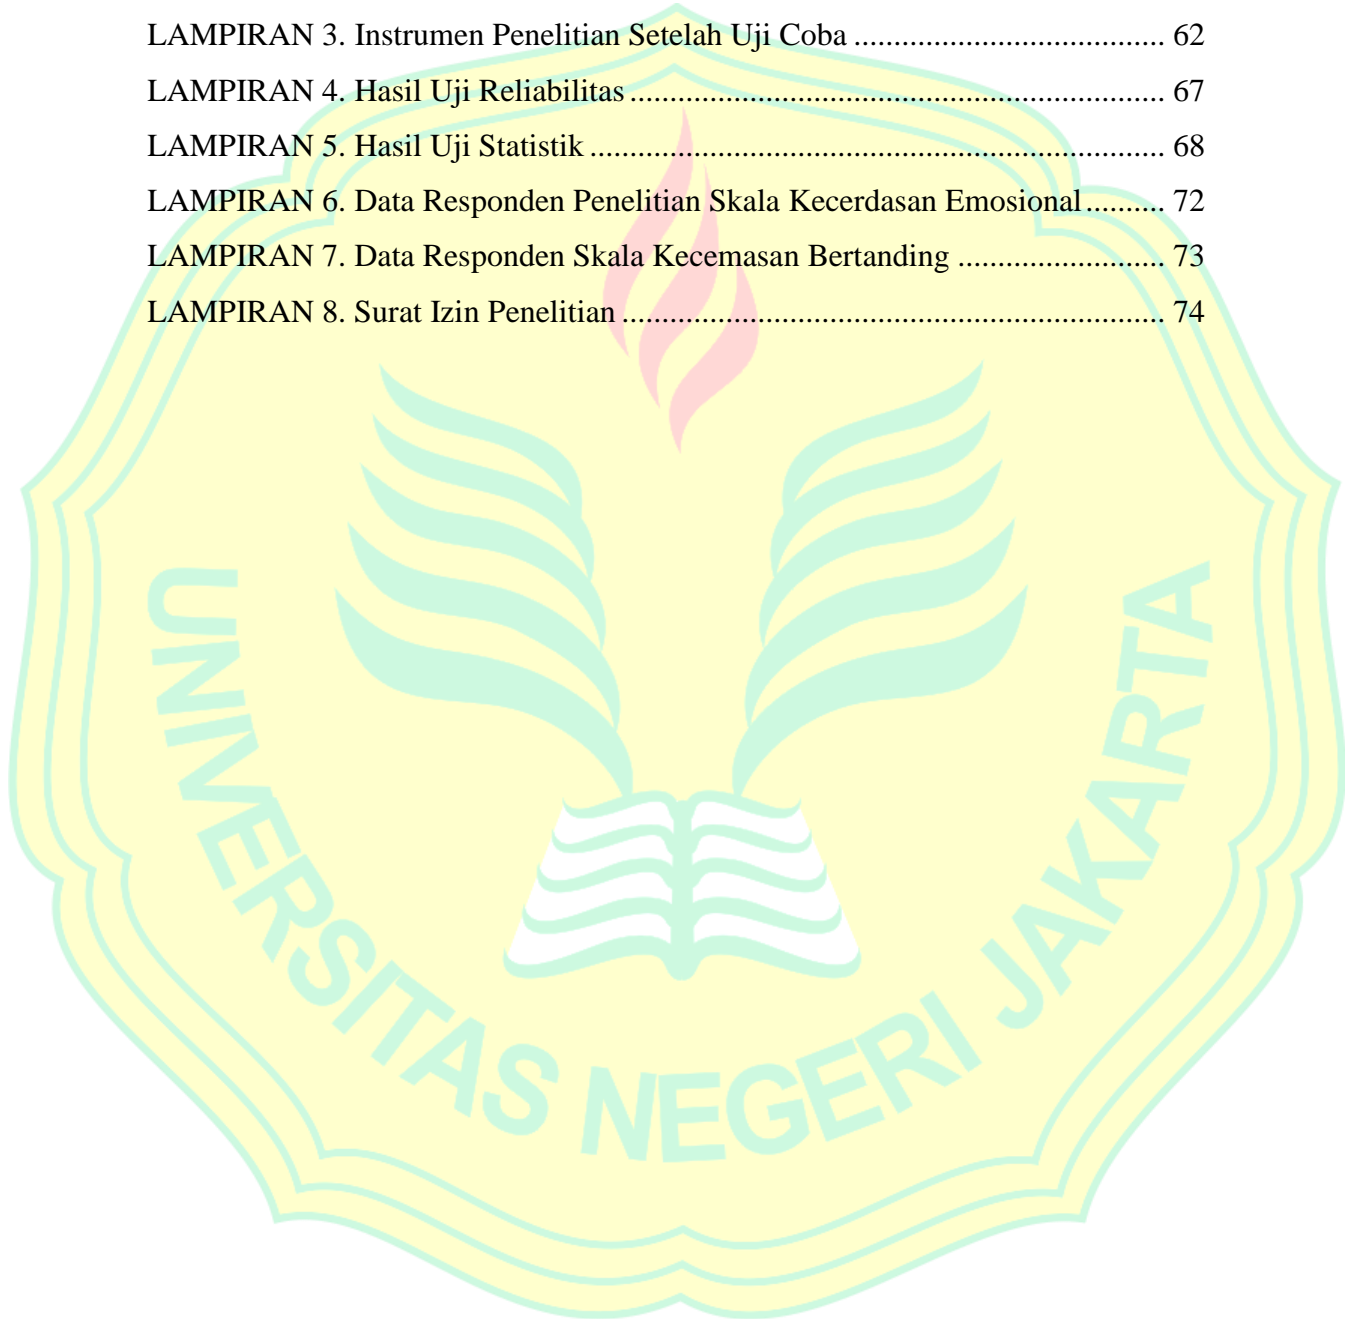 LAMPIRAN 3. Instrumen Penelitian Setelah Uji Coba ....................................... 62
LAMPIRAN 4. Hasil Uji Reliabilitas ................................................................... 67
LAMPIRAN 5. Hasil Uji Statistik ........................................................................ 68
LAMPIRAN 6. Data Responden Penelitian Skala Kecerdasan Emosional .......... 72
LAMPIRAN 7. Data Responden Skala Kecemasan Bertanding .......................... 73
LAMPIRAN 8. Surat Izin Penelitian .................................................................... 74
UNIVERSITAS NEGERI JAKARTA